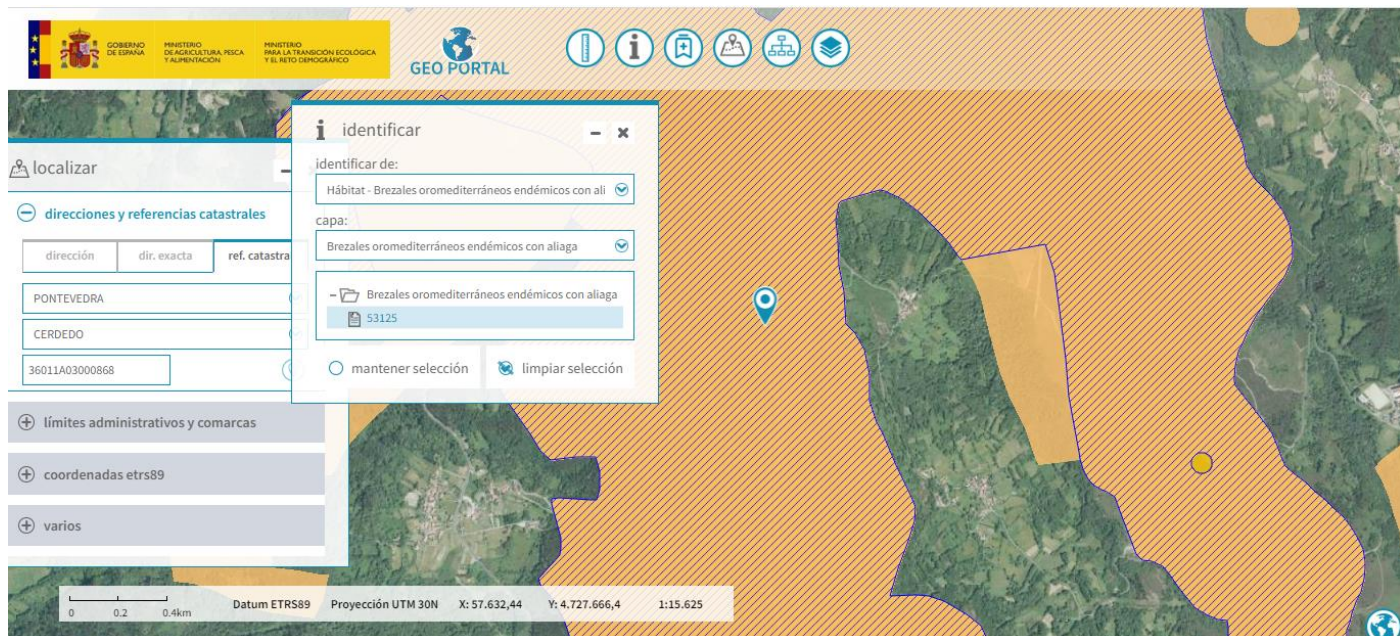 GOBIERNO
DE ESPAÑA
MINISTERIO
DE AGRICULTURA, PESCA
Y ALIMENTACIÓN
MINISTERIO
PARA LA TRANSICIÓN ECOLÓGICA
Y EL RETO DEMOGRÁFICO
GEO PORTAL
identificar
identificar de:
Hábitat - Brezales oromediterráneos endémicos con ali
capa:
Brezales oromediterráneos endémicos con aliaga
Brezales oromediterráneos endémicos con aliaga
53125
mantener selección
limpiar selección
localizar
direcciones y referencias catastrales
dirección
dir. exacta
ref. catastra
PONTEVEDRA
CERDEDO
36011A03000868
límites administrativos y comarcas
coordenadas etrs89
varios
0 0.2 0.4km Datum ETRS89 Proyección UTM 30N X: 57.632,44 Y: 4.727.666,4 1:15.625